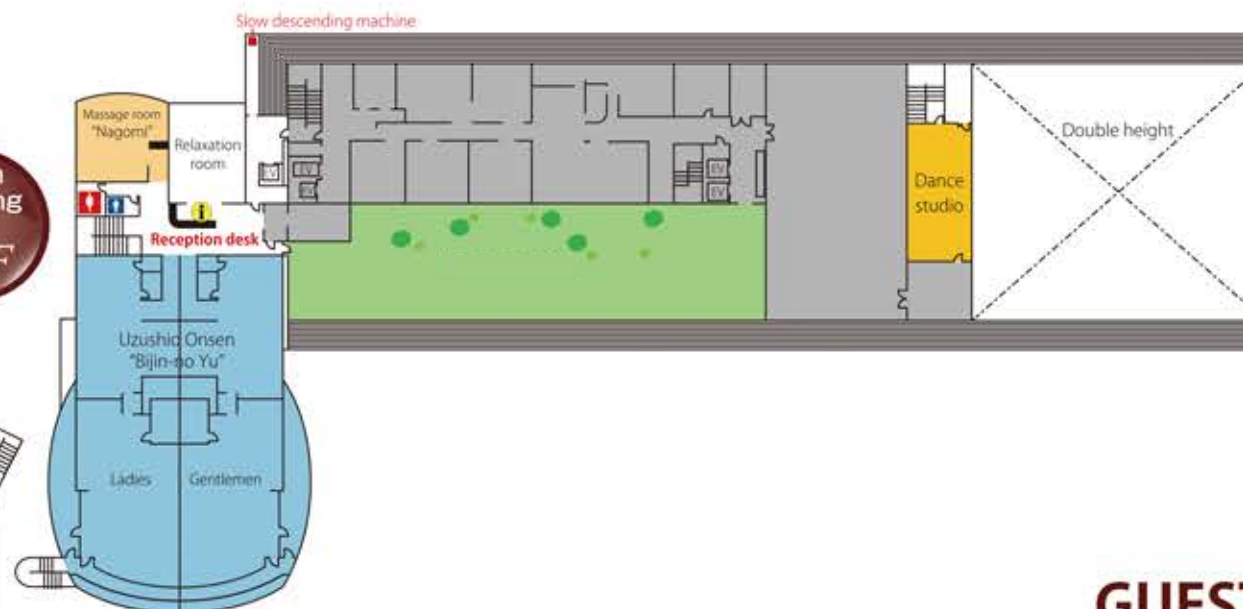 Slow descending machine
Massage room
"Nagomi"
Relaxation
room
EV
EV
EV
EV
EV
Double height
Dance
studio
i
Reception desk
Uzushio Onsen
"Bijin-no Yu"
Ladies
Gentlemen
GUEST